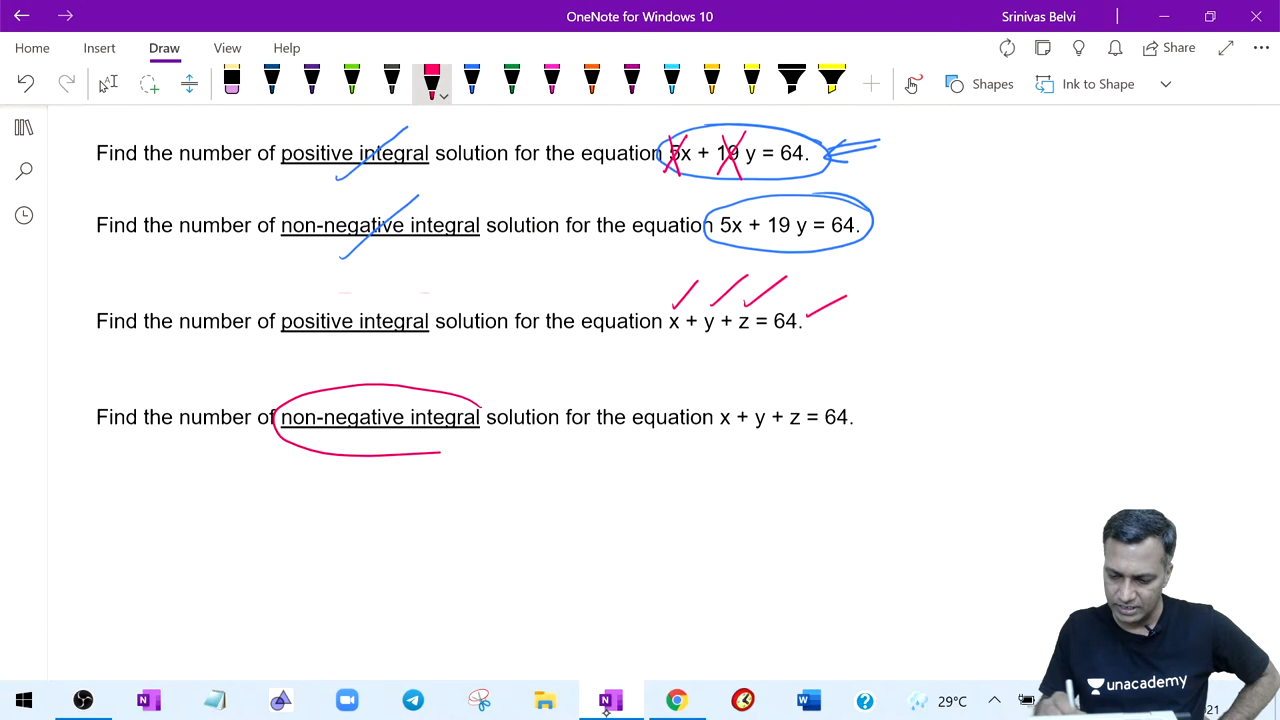 OneNote for Windows 10
Srinivas Belvi
Home Insert Draw View Help
Share
Shapes
Ink to Shape
Find the number of positive integral solution for the equation 5x + 19 y = 64.
Find the number of non-negative integral solution for the equation 5x + 19 y = 64.
Find the number of positive integral solution for the equation x + y + z = 64.
Find the number of non-negative integral solution for the equation x + y + z = 64.
unacademy
29°C
21